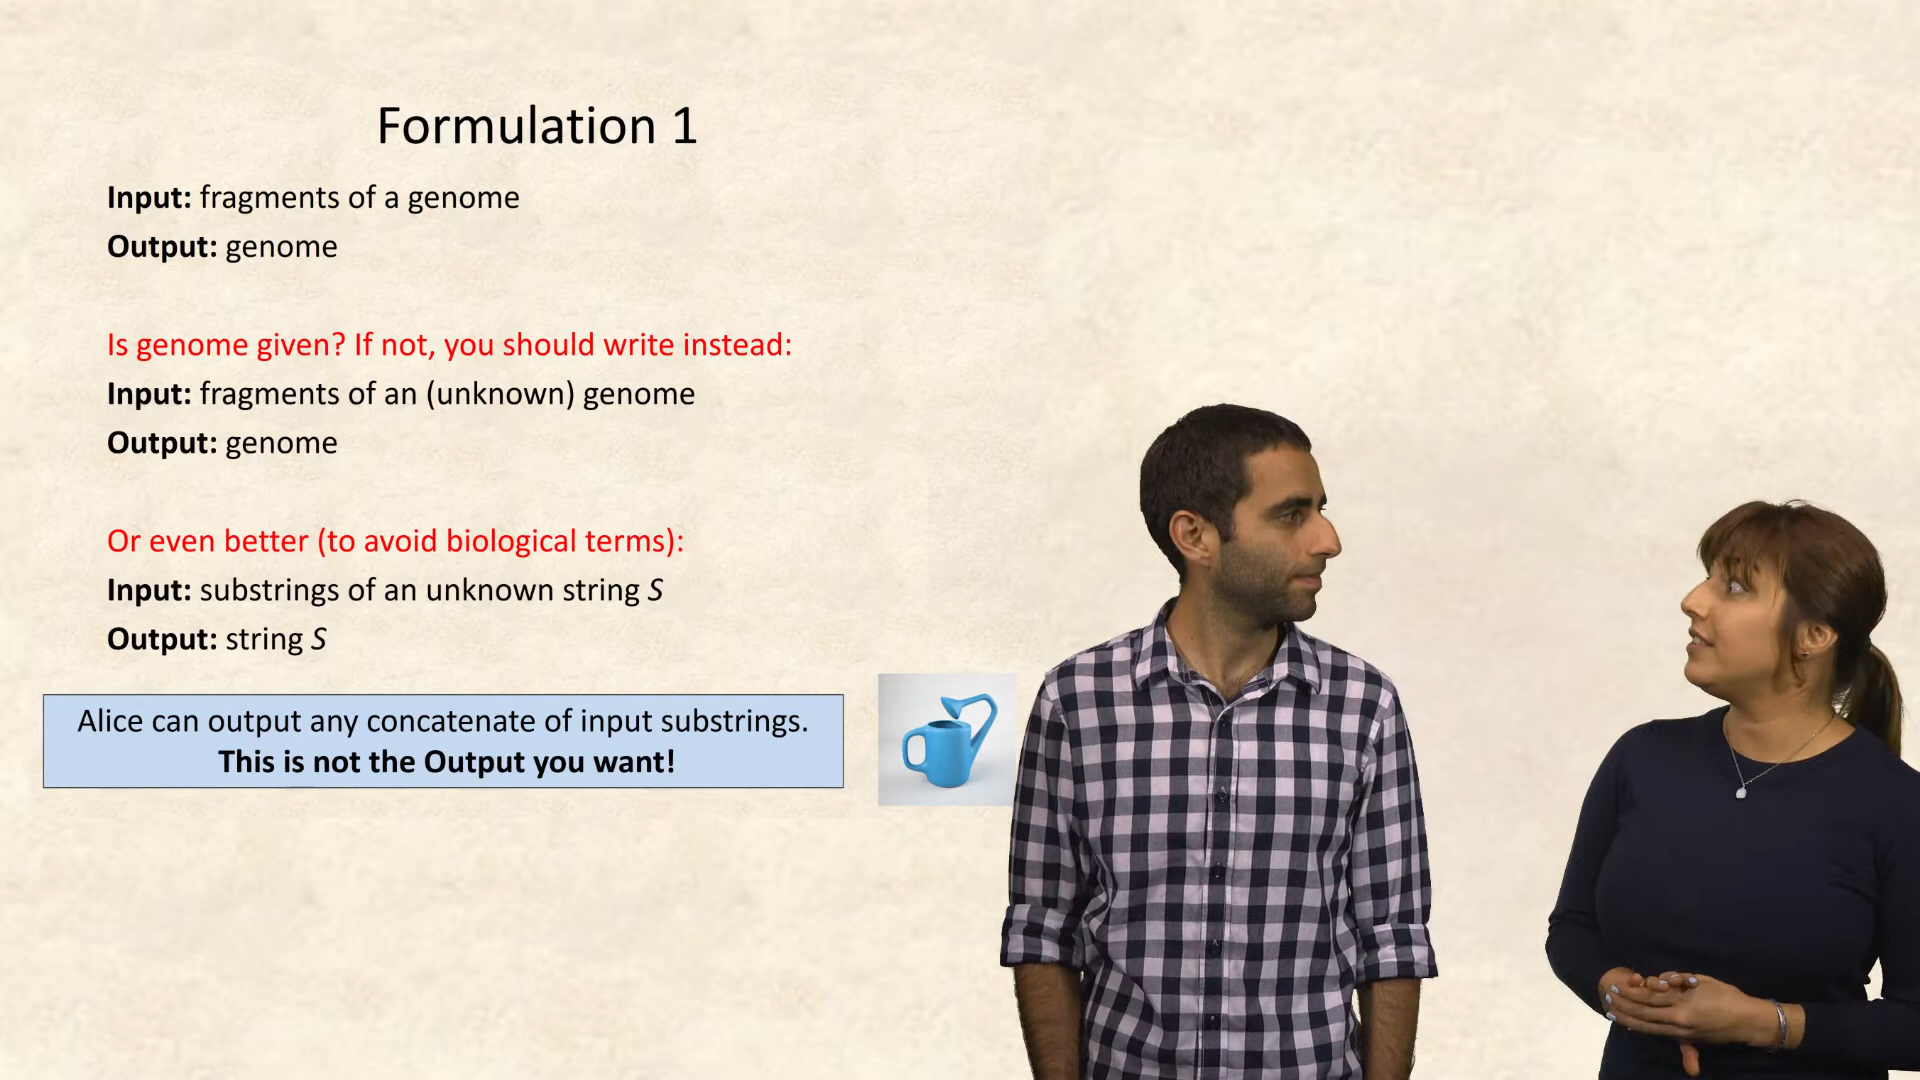 Formulation 1
Input: fragments of a genome
Output: genome
Is genome given? If not, you should write instead:
Input: fragments of an (unknown) genome
Output: genome
Or even better (to avoid biological terms):
Input: substrings of an unknown string S
Output: string S
Alice can output any concatenate of input substrings.
This is not the Output you want!